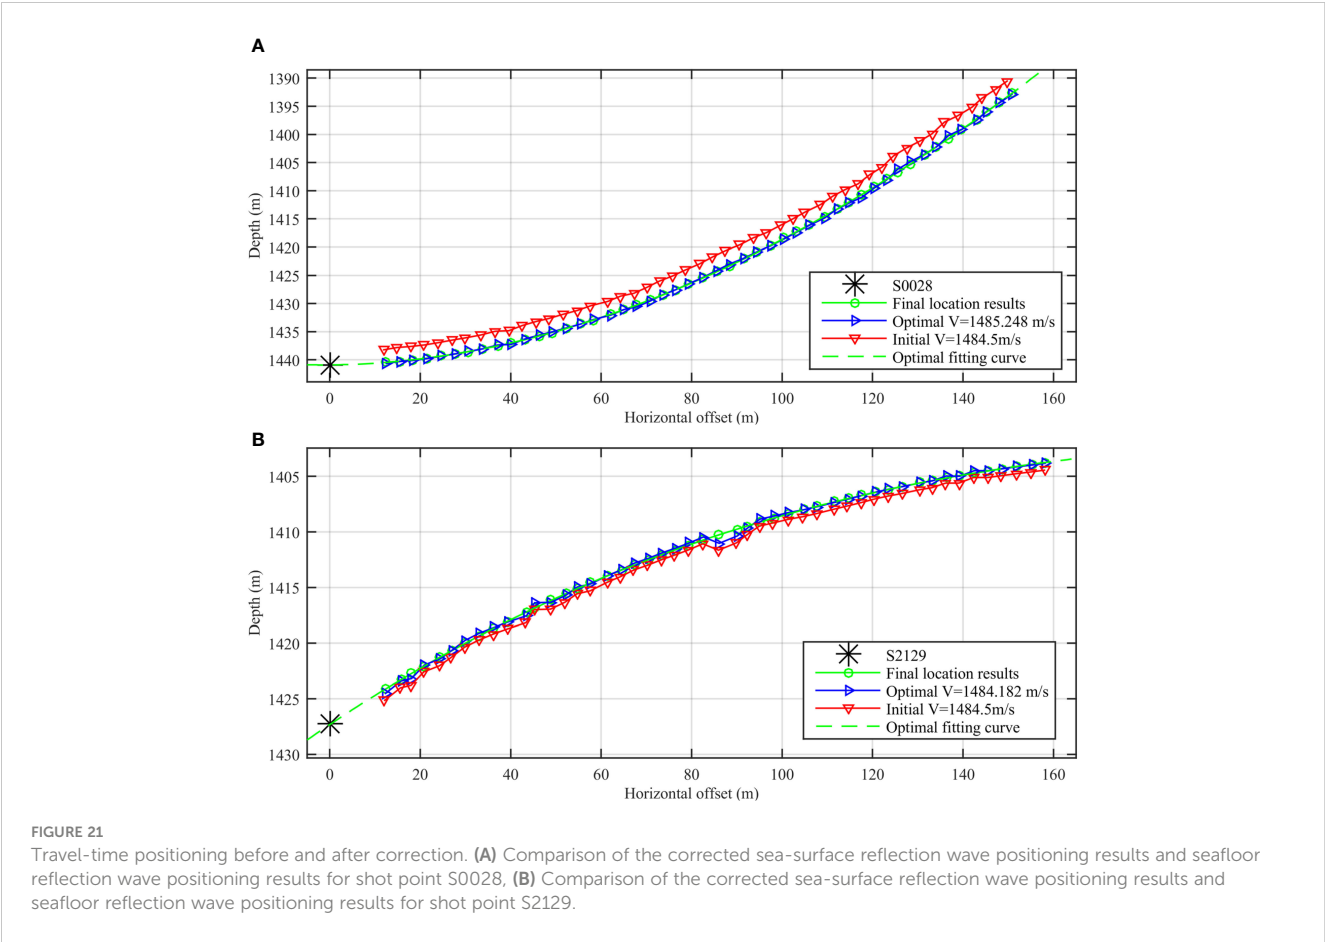 A
1390
1395
1400
1405
1410
1415
1420
1425
1430
1435
1440
Depth (m)
S0028
Final location results
Optimal V=1485.248 m/s
Initial V=1484.5m/s
Optimal fitting curve
0 20 40 60 80 100 120 140 160
Horizontal offset (m)
B
1405
1410
1415
1420
1425
1430
Depth (m)
S2129
Final location results
Optimal V=1484.182 m/s
Initial V=1484.5m/s
Optimal fitting curve
0 20 40 60 80 100 120 140 160
Horizontal offset (m)
FIGURE 21
Travel-time positioning before and after correction. (A) Comparison of the corrected sea-surface reflection wave positioning results and seafloor
reflection wave positioning results for shot point S0028, (B) Comparison of the corrected sea-surface reflection wave positioning results and
seafloor reflection wave positioning results for shot point S2129.